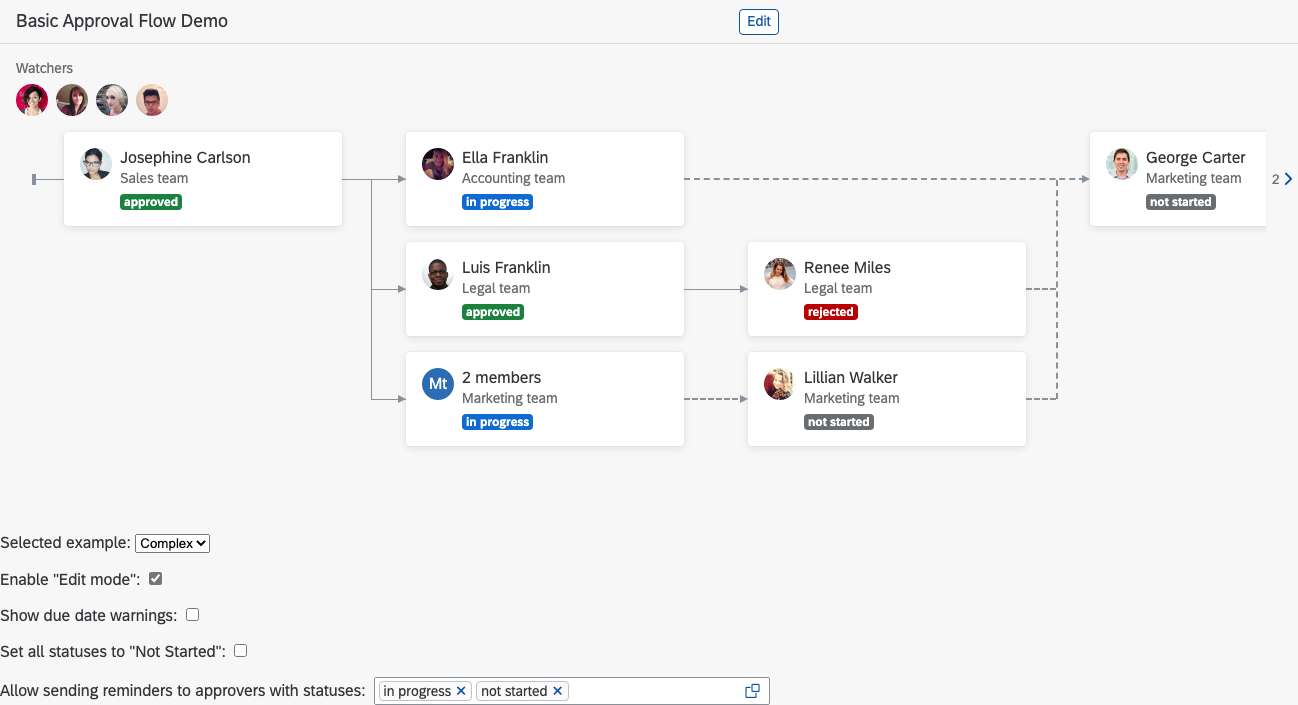 Basic Approval Flow Demo
Edit
Watchers
Josephine Carlson
Sales team
approved
Ella Franklin
Accounting team
in progress
George Carter
Marketing team
not started
2
Luis Franklin
Legal team
approved
Renee Miles
Legal team
rejected
Mt
2 members
Marketing team
in progress
Lillian Walker
Marketing team
not started
Selected example: Complex
Enable "Edit mode":
Show due date warnings:
Set all statuses to "Not Started":
Allow sending reminders to approvers with statuses: in progress not started